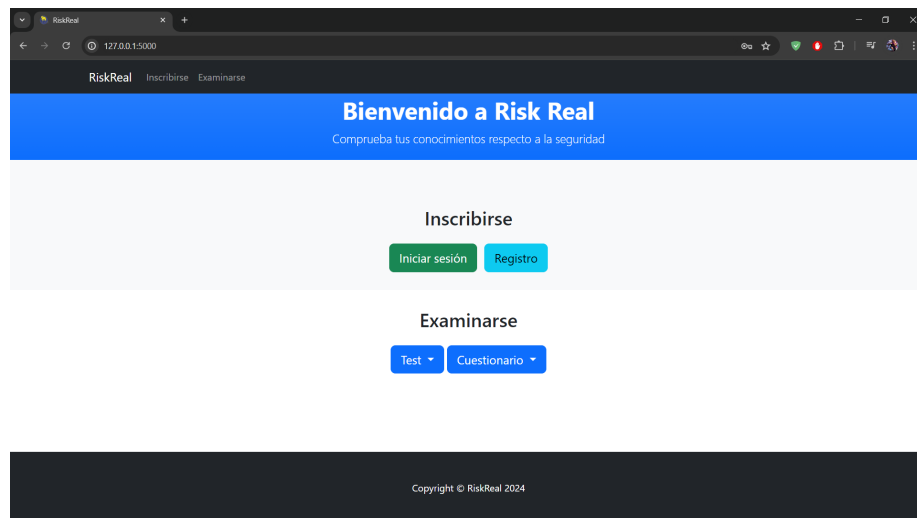 RiskReal
127.0.0.1:5000
RiskReal Inscribirse Examinarse
Bienvenido a Risk Real
Comprueba tus conocimientos respecto a la seguridad
Inscribirse
Iniciar sesión Registro
Examinarse
Test Cuestionario
Copyright © RiskReal 2024